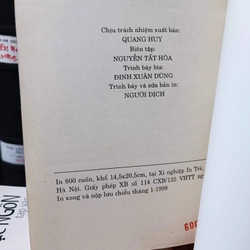 Chịu trách nhiệm xuất bản:
QUANG HUY
Biên tập:
NGUYỄN TẤT HÒA
Trình bày bìa:
ĐINH XUÂN DŨNG
Trình bày và sửa bản in:
NGƯỜI DỊCH
In 800 cuốn, khổ 14,5x20,5cm, tại Xí nghiệp In Trẻ,
Hà Nội. Giấy phép XB số 114 CXB/135 VHTT ng
In xong và nộp lưu chiểu tháng 1-1998